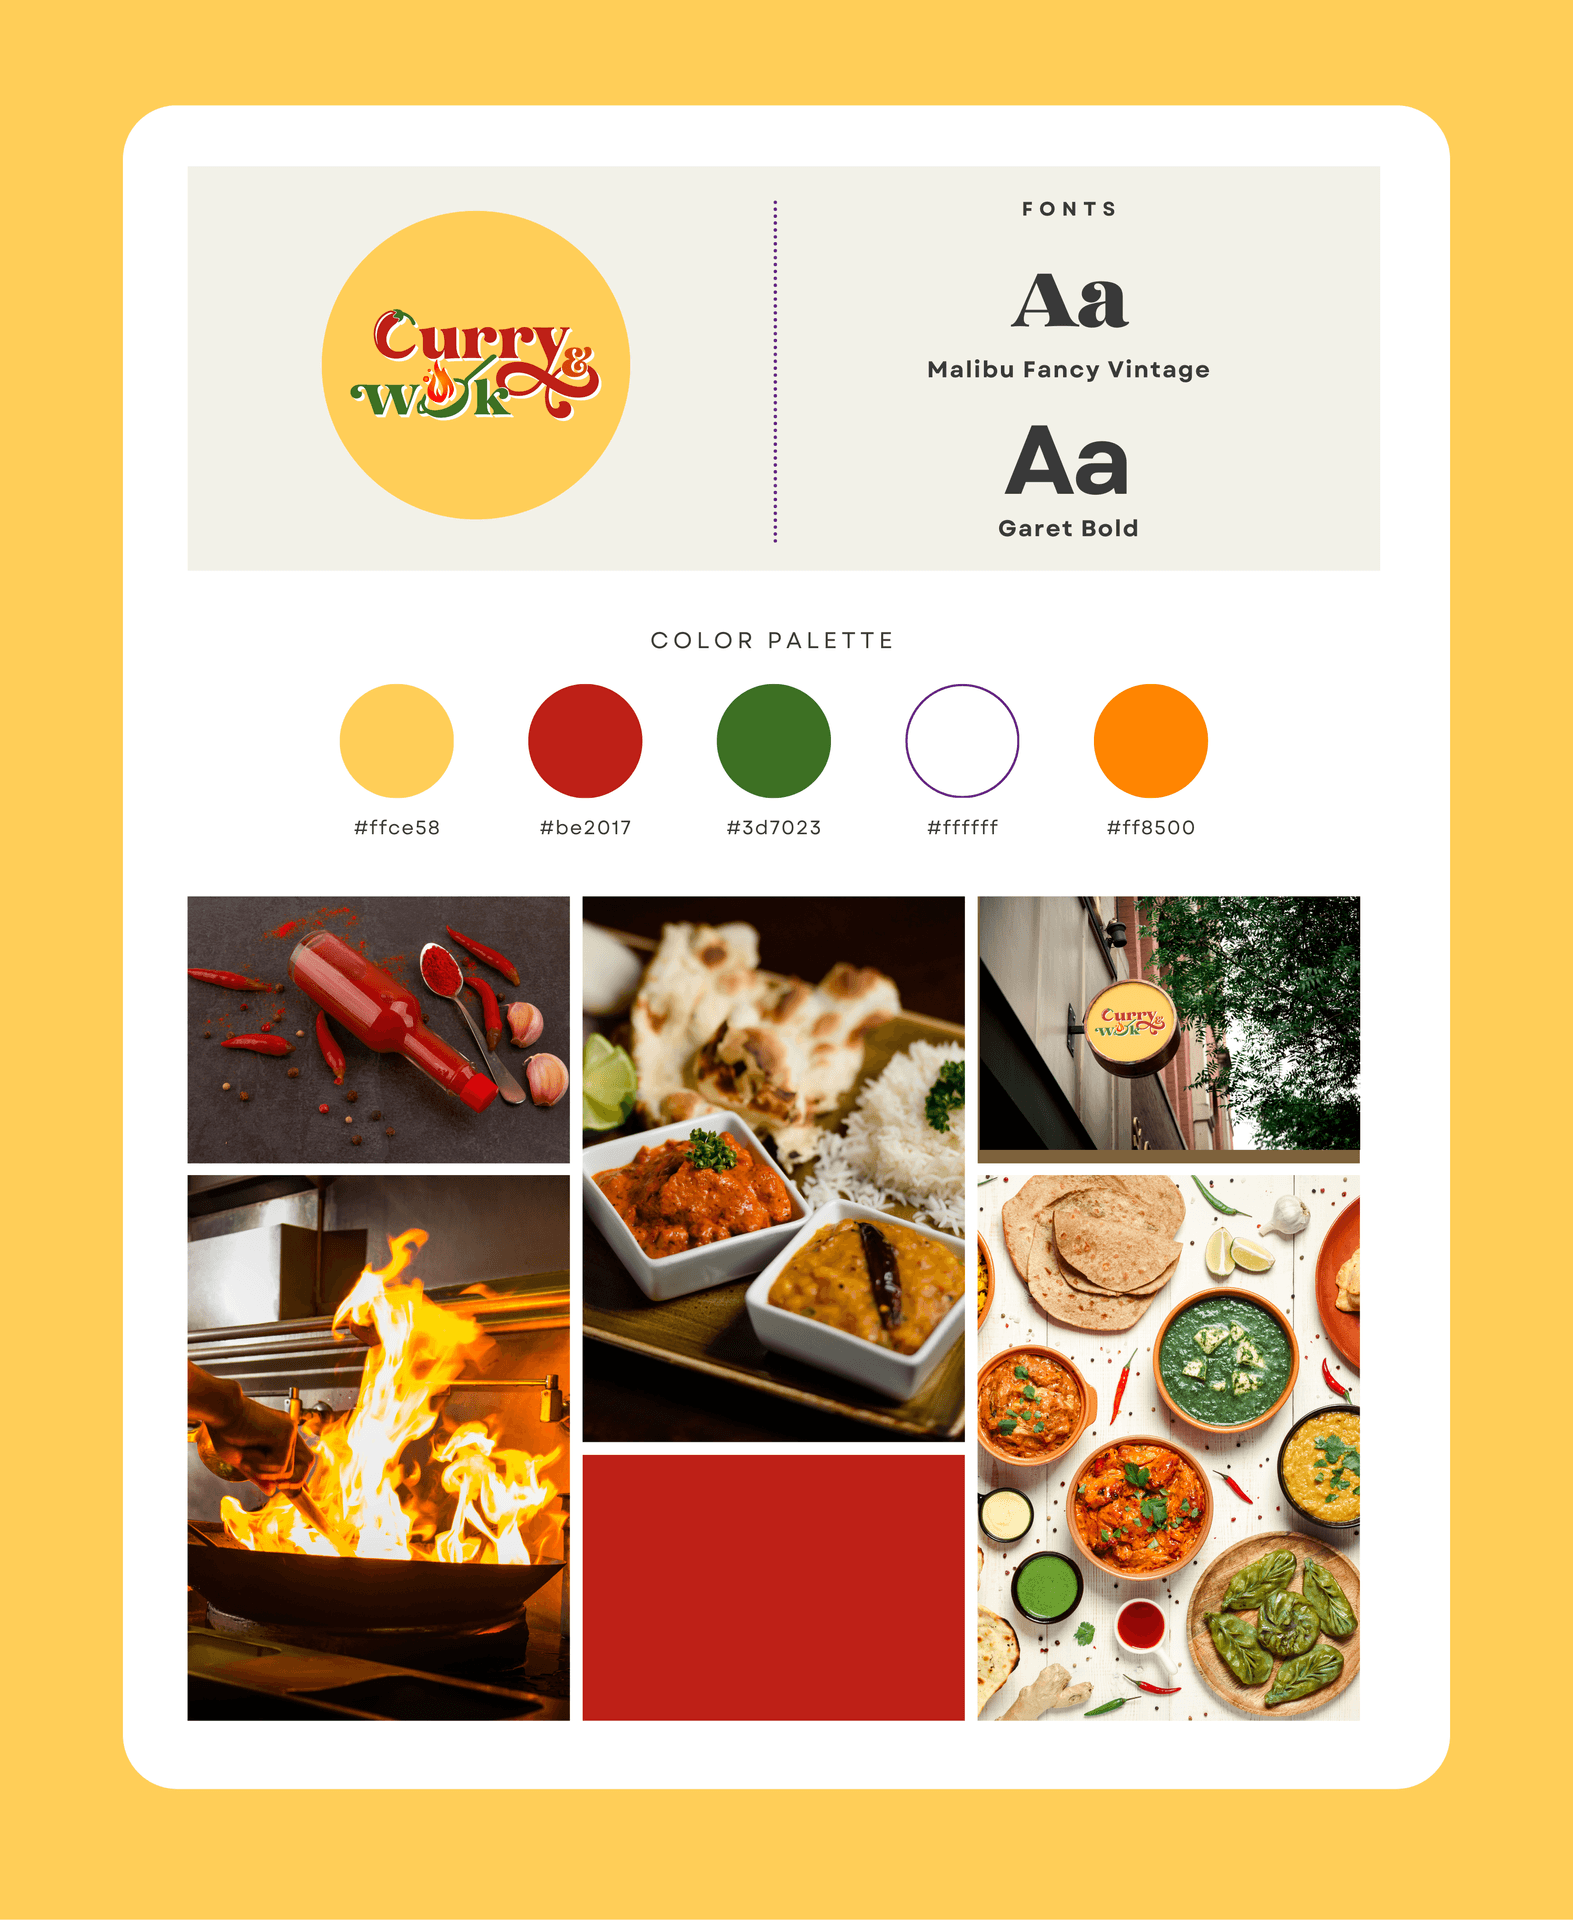 Curry &
Wok
FONTS
Aa
Malibu Fancy Vintage
Aa
Garet Bold
COLOR PALETTE
#ffce58
#be2017
#3d7023
#ffffff
#ff8500
Curry &
Wok